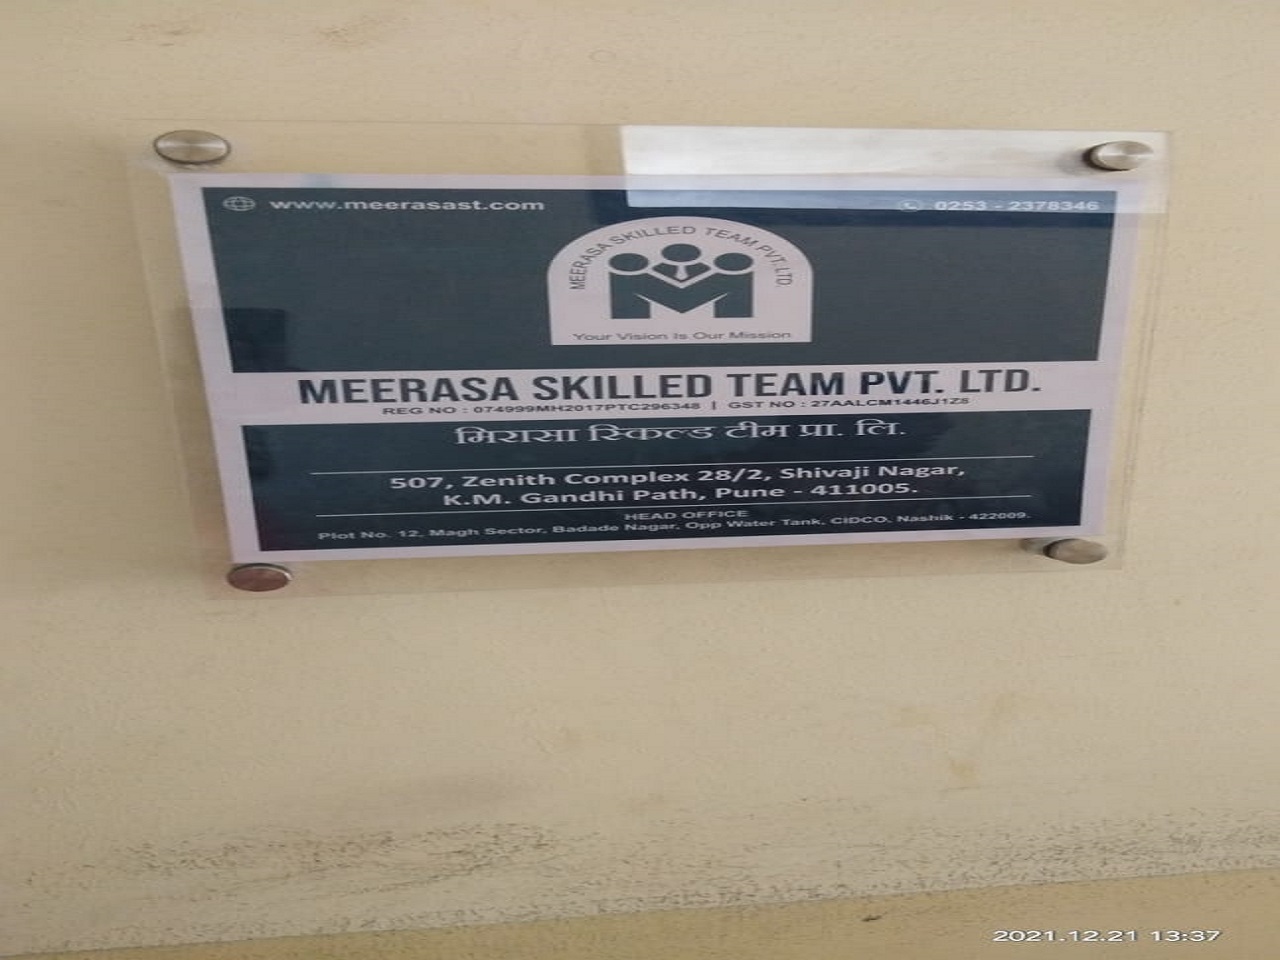 www.meerasast.com
0253 - 2378346
MEERASA SKILLED TEAM PVT. LTD.
Your Vision Is Our Mission
MEERASA SKILLED TEAM PVT. LTD.
REG NO : 074999MH2017PTC296348 | GST NO : 27AALCM1446J1Z8
मिरासा स्किल्ड टीम प्रा. लि.
507, Zenith Complex 28/2, Shivaji Nagar,
K.M. Gandhi Path, Pune - 411005.
HEAD OFFICE
Plot No. 12, Magh Sector, Badade Nagar, Opp Water Tank, CIDCO, Nashik - 422009.
2021.12.21 13:37